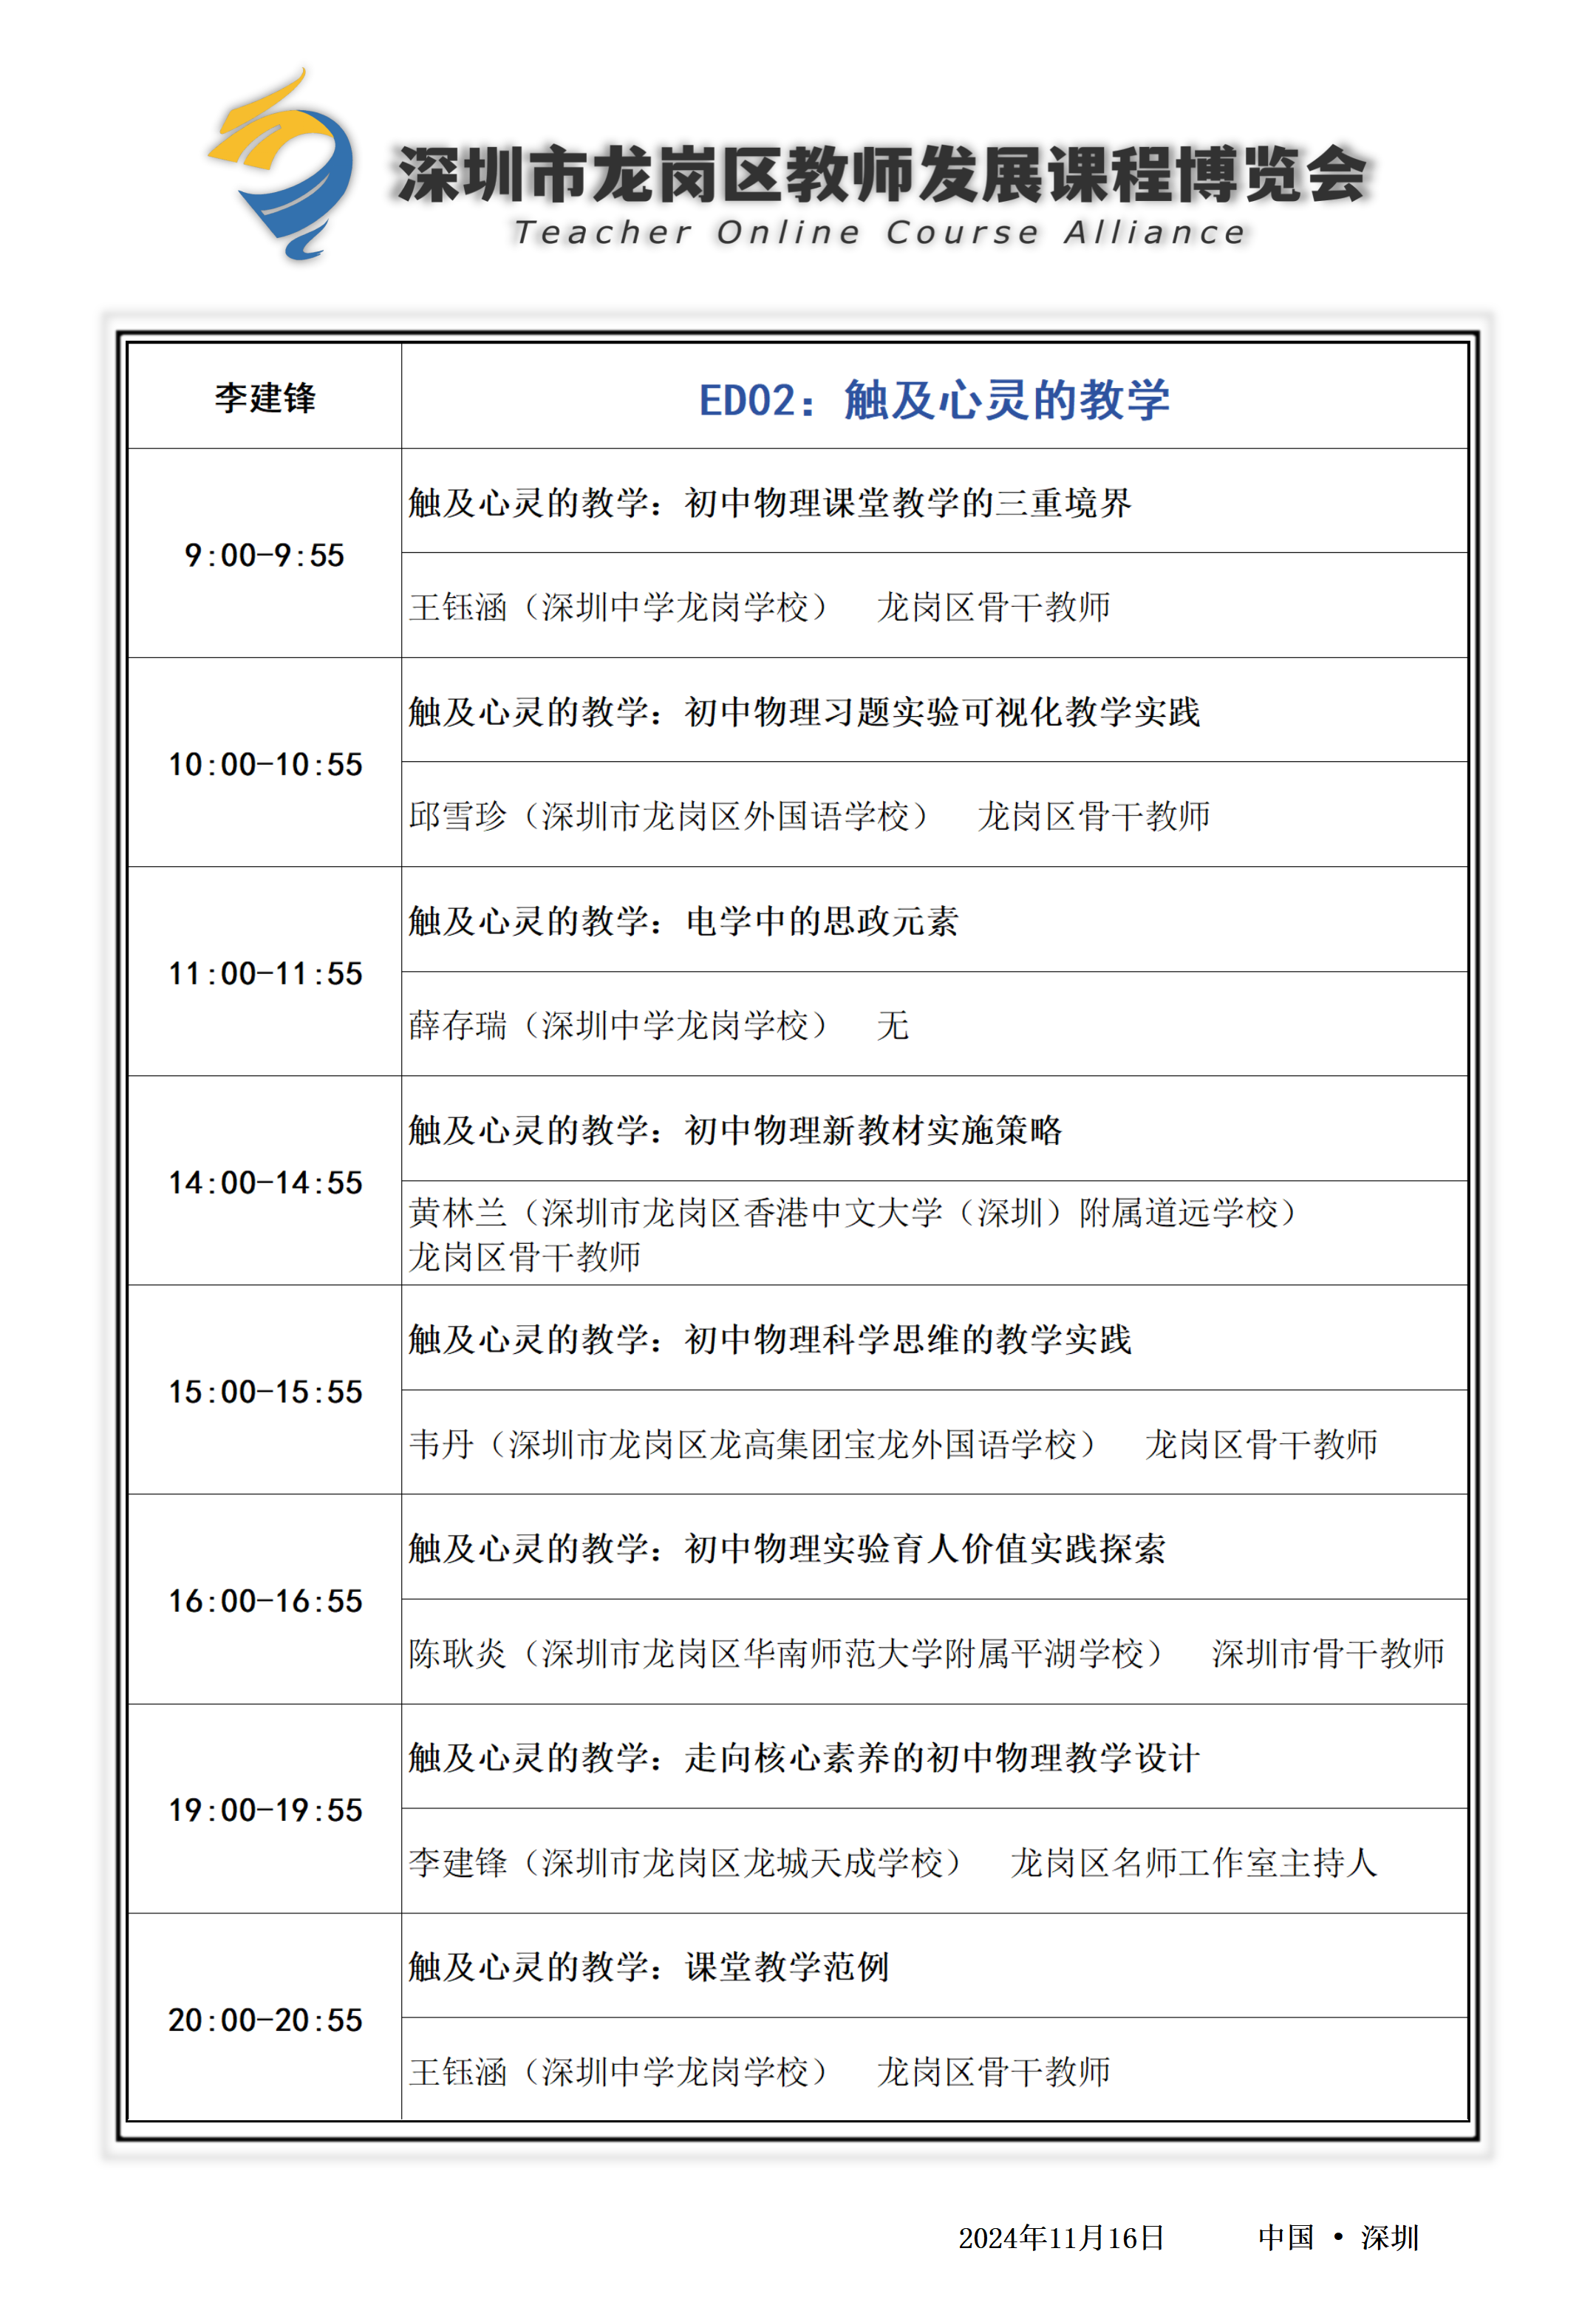 深圳市龙岗区教师发展课程博览会
Teacher Online Course Alliance
李建锋
ED02：触及心灵的教学
9:00-9:55
触及心灵的教学：初中物理课堂教学的三重境界
王钰涵（深圳中学龙岗学校） 龙岗区骨干教师
10:00-10:55
触及心灵的教学：初中物理习题实验可视化教学实践
邱雪珍（深圳市龙岗区外国语学校） 龙岗区骨干教师
11:00-11:55
触及心灵的教学：电学中的思政元素
薛存瑞（深圳中学龙岗学校） 无
14:00-14:55
触及心灵的教学：初中物理新教材实施策略
黄林兰（深圳市龙岗区香港中文大学（深圳）附属道远学校）
龙岗区骨干教师
15:00-15:55
触及心灵的教学：初中物理科学思维的教学实践
韦丹（深圳市龙岗区龙高集团宝龙外国语学校） 龙岗区骨干教师
16:00-16:55
触及心灵的教学：初中物理实验育人价值实践探索
陈耿炎（深圳市龙岗区华南师范大学附属平湖学校） 深圳市骨干教师
19:00-19:55
触及心灵的教学：走向核心素养的初中物理教学设计
李建锋（深圳市龙岗区龙城天成学校） 龙岗区名师工作室主持人
20:00-20:55
触及心灵的教学：课堂教学范例
王钰涵（深圳中学龙岗学校） 龙岗区骨干教师
2024年11月16日 中国 • 深圳